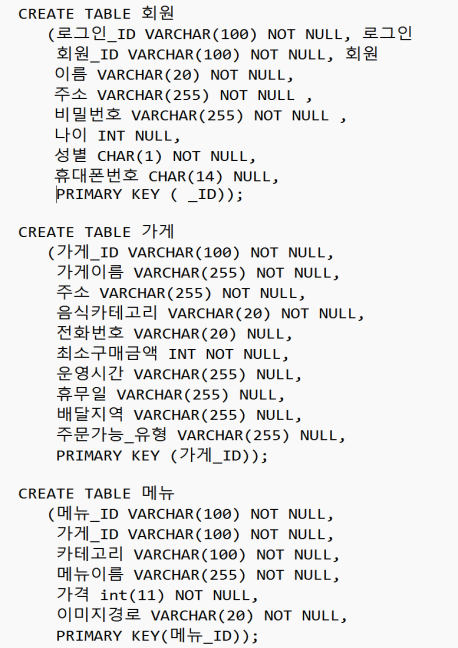 CREATE TABLE 회원
(로그인_ID VARCHAR(100) NOT NULL, 로그인
회원_ID VARCHAR(100) NOT NULL, 회원
이름 VARCHAR(20) NOT NULL,
주소 VARCHAR(255) NOT NULL ,
비밀번호 VARCHAR(255) NOT NULL ,
나이 INT NULL,
성별 CHAR(1) NOT NULL,
휴대폰번호 CHAR(14) NULL,
PRIMARY KEY ( _ID));
CREATE TABLE 가게
(가게_ID VARCHAR(100) NOT NULL,
가게이름 VARCHAR(255) NOT NULL,
주소 VARCHAR(255) NOT NULL,
음식카테고리 VARCHAR(20) NOT NULL,
전화번호 VARCHAR(20) NULL,
최소구매금액 INT NOT NULL,
운영시간 VARCHAR(255) NULL,
휴무일 VARCHAR(255) NULL,
배달지역 VARCHAR(255) NULL,
주문가능_유형 VARCHAR(255) NULL,
PRIMARY KEY (가게_ID));
CREATE TABLE 메뉴
(메뉴_ID VARCHAR(100) NOT NULL,
가게_ID VARCHAR(100) NOT NULL,
카테고리 VARCHAR(100) NOT NULL,
메뉴이름 VARCHAR(255) NOT NULL,
가격 int(11) NOT NULL,
이미지경로 VARCHAR(20) NOT NULL,
PRIMARY KEY(메뉴_ID));